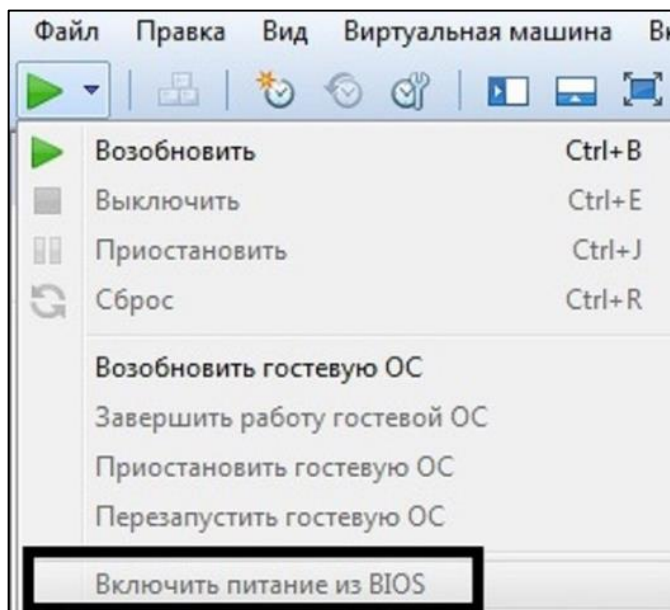 Файл Правка Вид Виртуальная машина
Возобновить Ctrl+B
Выключить Ctrl+E
Приостановить Ctrl+J
Сброс Ctrl+R
Возобновить гостевую ОС
Завершить работу гостевой ОС
Приостановить гостевую ОС
Перезапустить гостевую ОС
Включить питание из BIOS